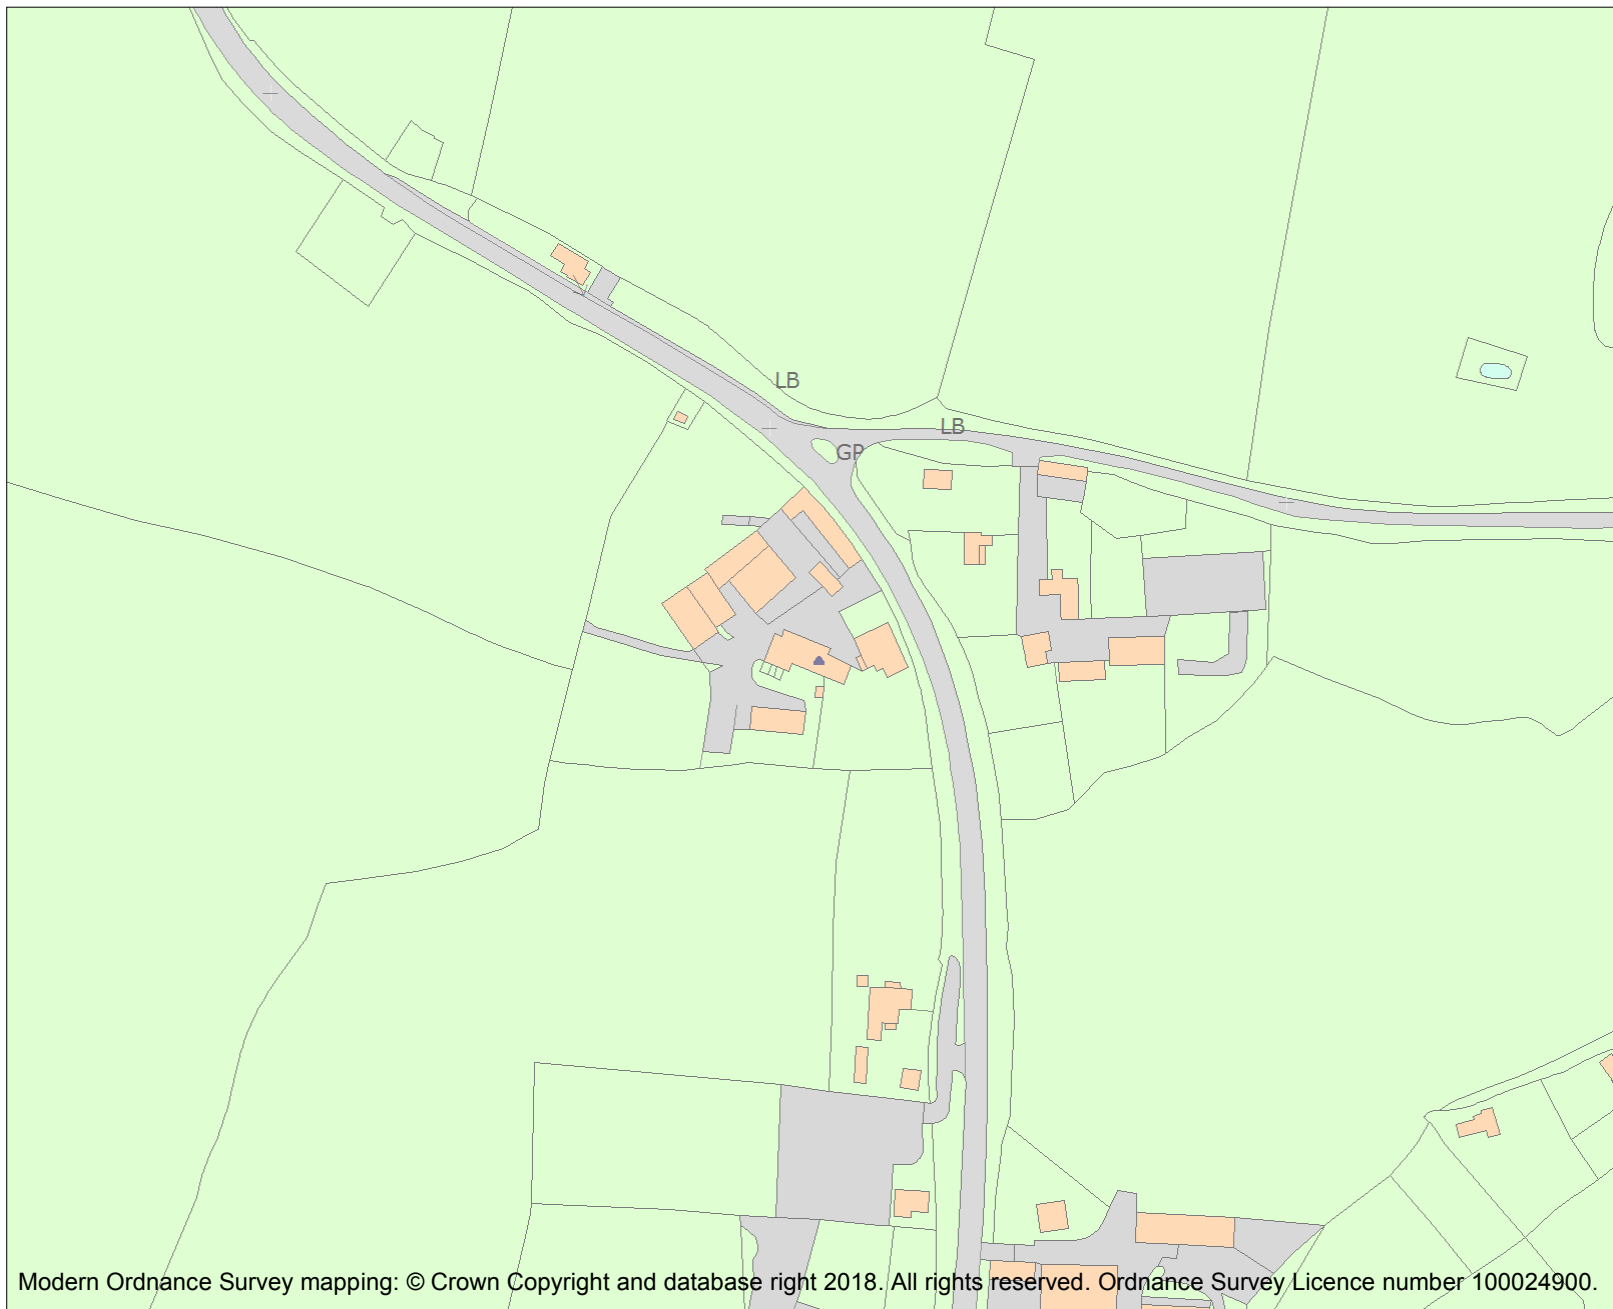 LB
LB
GP
Modern Ordnance Survey mapping: © Crown Copyright and database right 2018. All rights reserved. Ordnance Survey Licence number 100024900.